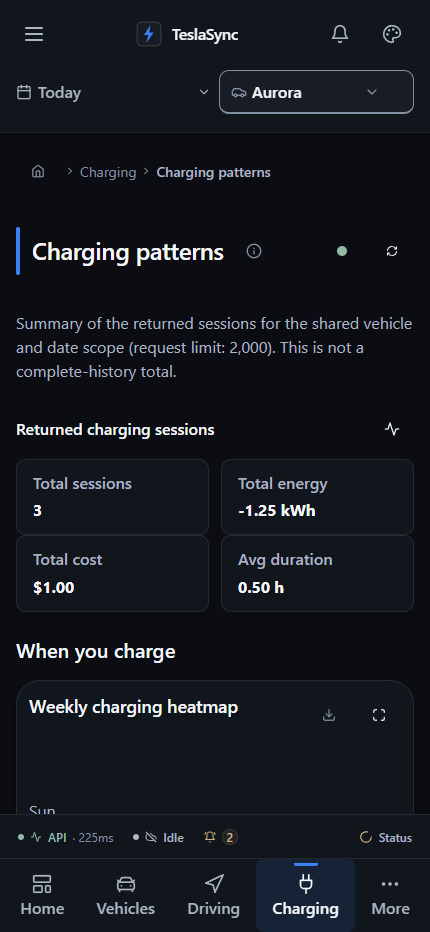 TeslaSync
Today
Aurora
Charging
Charging patterns
Charging patterns
Summary of the returned sessions for the shared vehicle
and date scope (request limit: 2,000). This is not a
complete-history total.
Returned charging sessions
Total sessions
3
Total energy
-1.25 kWh
Total cost
$1.00
Avg duration
0.50 h
When you charge
Weekly charging heatmap
Sun
API · 225ms
Idle
2
Status
Home
Vehicles
Driving
Charging
More